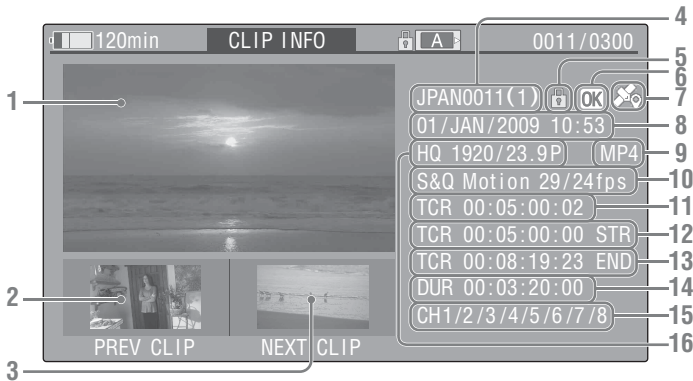 120min CLIP INFO A 0011/0300
JPAN0011(1) OK
01/JAN/2009 10:53
HQ 1920/23.9P MP4
S&Q Motion 29/24fps
TCR 00:05:00:02
TCR 00:05:00:00 STR
TCR 00:08:19:23 END
DUR 00:03:20:00
CH1/2/3/4/5/6/7/8
PREV CLIP NEXT CLIP
1
2
3
4
5
6
7
8
9
10
11
12
13
14
15
16